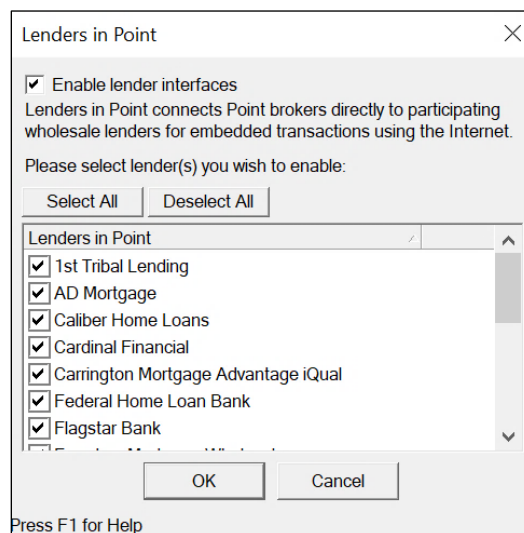 Lenders in Point
Enable lender interfaces
Lenders in Point connects Point brokers directly to participating
wholesale lenders for embedded transactions using the Internet.
Please select lender(s) you wish to enable:
Select All Deselect All
Lenders in Point
1st Tribal Lending
AD Mortgage
Caliber Home Loans
Cardinal Financial
Carrington Mortgage Advantage iQual
Federal Home Loan Bank
Flagstar Bank
OK Cancel
Press F1 for Help